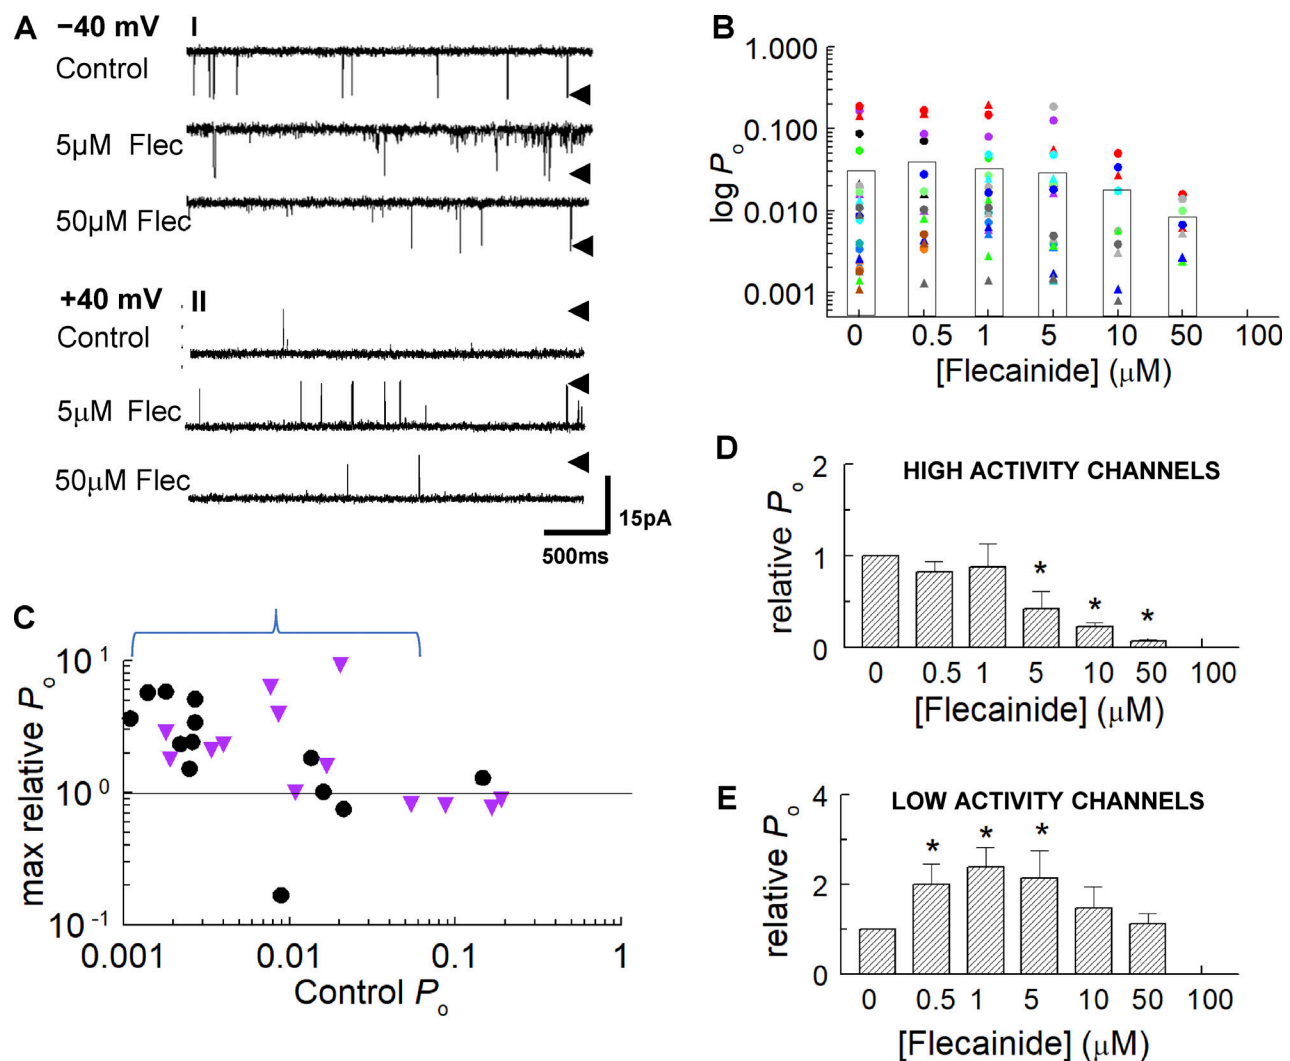 A
−40 mV
I
Control
5µM Flec
50µM Flec
+40 mV
II
Control
5µM Flec
50µM Flec
15pA
500ms
B
log Po
1.000
0.100
0.010
0.001
0 0.5 1 5 10 50 100
[Flecainide] (µM)
C
max relative Po
10¹
10⁰
10⁻¹
0.001 0.01 0.1 1
Control Po
D
HIGH ACTIVITY CHANNELS
relative Po
2
1
0
* * *
0 0.5 1 5 10 50 100
[Flecainide] (µM)
E
LOW ACTIVITY CHANNELS
relative Po
4
2
0
* * *
0 0.5 1 5 10 50 100
[Flecainide] (µM)